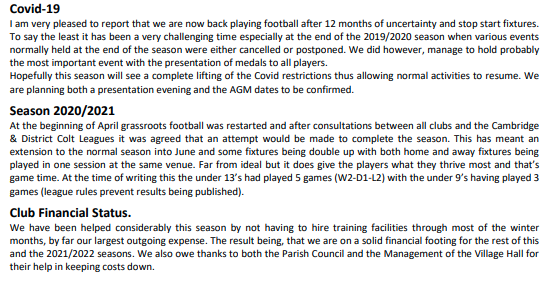 Covid-19
I am very pleased to report that we are now back playing football after 12 months of uncertainty and stop start fixtures.
To say the least it has been a very challenging time especially at the end of the 2019/2020 season when various events
normally held at the end of the season were either cancelled or postponed. We did however, manage to hold probably
the most important event with the presentation of medals to all players.
Hopefully this season will see a complete lifting of the Covid restrictions thus allowing normal activities to resume. We
are planning both a presentation evening and the AGM dates to be confirmed.
Season 2020/2021
At the beginning of April grassroots football was restarted and after consultations between all clubs and the Cambridge
& District Colt Leagues it was agreed that an attempt would be made to complete the season. This has meant an
extension to the normal season into June and some fixtures being double up with both home and away fixtures being
played in one session at the same venue. Far from ideal but it does give the players what they thrive most and that's
game time. At the time of writing this the under 13's had played 5 games (W2-D1-L2) with the under 9's having played 3
games (league rules prevent results being published).
Club Financial Status.
We have been helped considerably this season by not having to hire training facilities through most of the winter
months, by far our largest outgoing expense. The result being, that we are on a solid financial footing for the rest of this
and the 2021/2022 seasons. We also owe thanks to both the Parish Council and the Management of the Village Hall for
their help in keeping costs down.